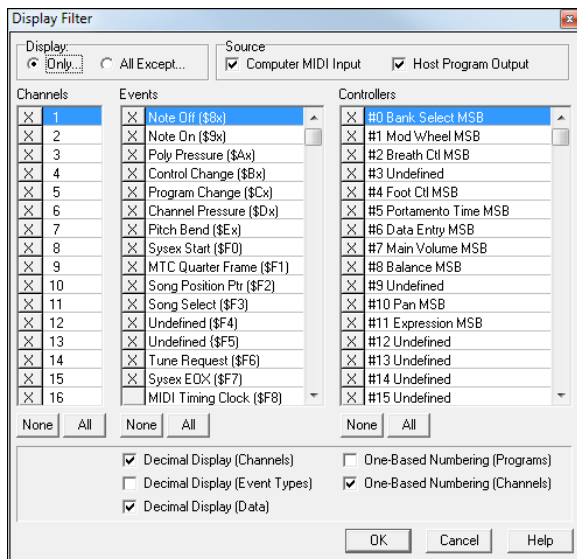 Display Filter
Display:
Only...
All Except...
Source
Computer MIDI Input
Host Program Output
Channels
X 1
X 2
X 3
X 4
X 5
X 6
X 7
X 8
X 9
X 10
X 11
X 12
X 13
X 14
X 15
X 16
None All
Events
X Note Off ($8x)
X Note On ($9x)
X Poly Pressure ($Ax)
X Control Change ($Bx)
X Program Change ($Cx)
X Channel Pressure ($Dx)
X Pitch Bend ($Ex)
X Sysex Start ($F0)
X MTC Quarter Frame ($F1)
X Song Position Ptr ($F2)
X Song Select ($F3)
X Undefined ($F4)
X Undefined {$F5)
X Tune Request ($F6)
X Sysex EOX ($F7)
MIDI Timing Clock ($F8)
None All
Controllers
X #0 Bank Select MSB
X #1 Mod Wheel MSB
X #2 Breath Ctl MSB
X #3 Undefined
X #4 Foot Ctl MSB
X #5 Portamento Time MSB
X #6 Data Entry MSB
X #7 Main Volume MSB
X #8 Balance MSB
X #9 Undefined
X #10 Pan MSB
X #11 Expression MSB
X #12 Undefined
X #13 Undefined
X #14 Undefined
X #15 Undefined
None All
Decimal Display (Channels)
Decimal Display (Event Types)
Decimal Display (Data)
One-Based Numbering (Programs)
One-Based Numbering (Channels)
OK Cancel Help